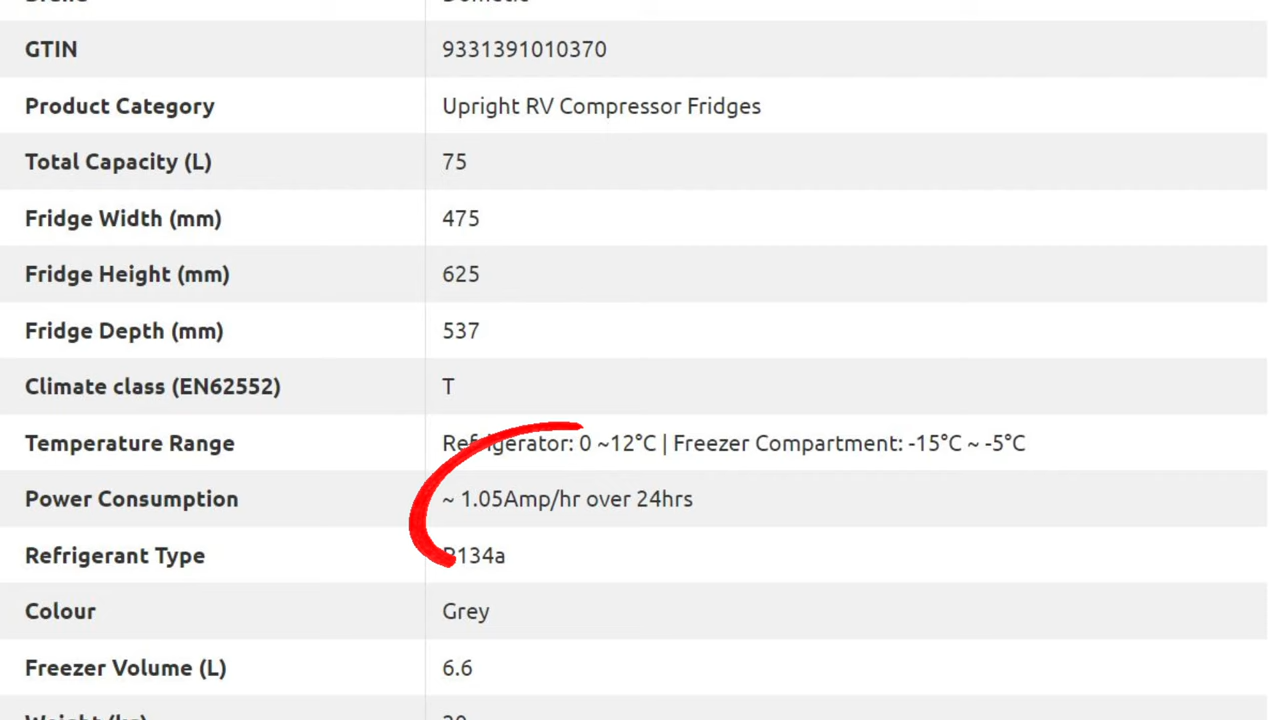 GTIN 9331391010370
Product Category Upright RV Compressor Fridges
Total Capacity (L) 75
Fridge Width (mm) 475
Fridge Height (mm) 625
Fridge Depth (mm) 537
Climate class (EN62552) T
Temperature Range Refrigerator: 0 ~12°C | Freezer Compartment: -15°C ~ -5°C
Power Consumption ~ 1.05Amp/hr over 24hrs
Refrigerant Type R134a
Colour Grey
Freezer Volume (L) 6.6